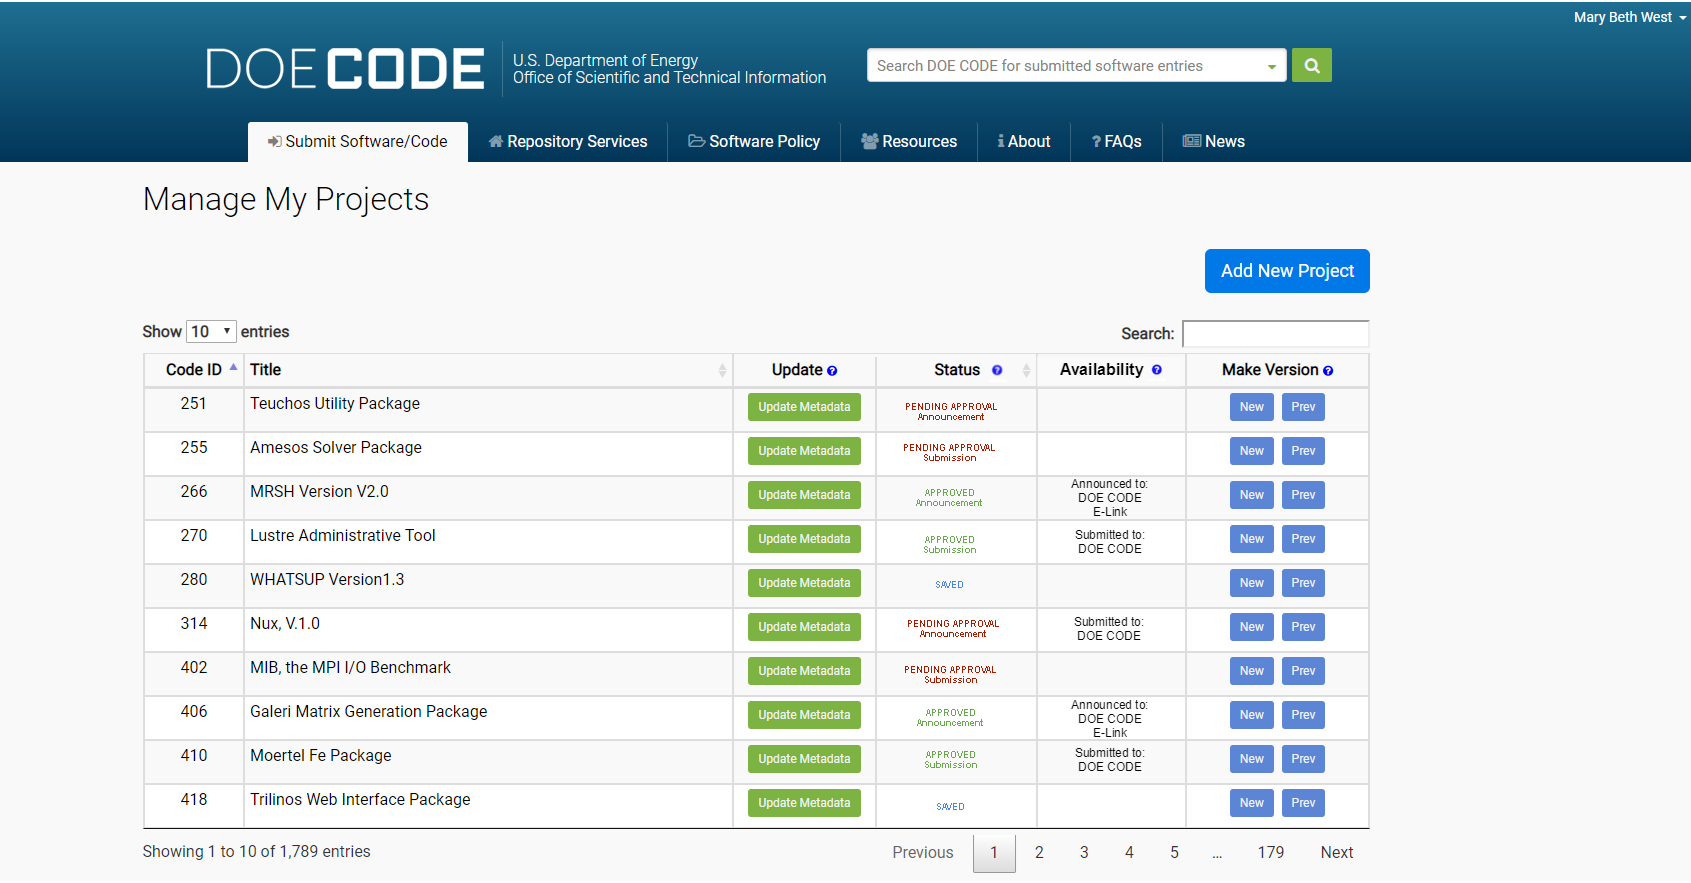 Mary Beth West
DOE CODE
U.S. Department of Energy
Office of Scientific and Technical Information
Search DOE CODE for submitted software entries
Submit Software/Code Repository Services Software Policy Resources About FAQs News
Manage My Projects
Add New Project
Show 10 entries Search:
Code ID Title Update Status Availability Make Version
251 Teuchos Utility Package Update Metadata PENDING APPROVAL New Prev
Announcement
255 Amesos Solver Package Update Metadata PENDING APPROVAL New Prev
Submission
Announced to:
266 MRSH Version V2.0 Update Metadata APPROVED DOE CODE New Prev
Announcement E-Link
270 Lustre Administrative Tool Update Metadata APPROVED Submitted to: New Prev
Submission DOE CODE
280 WHATSUP Version1.3 Update Metadata SAVED New Prev
314 Nux, V.1.0 Update Metadata PENDING APPROVAL Submitted to: New Prev
Announcement DOE CODE
402 MIB, the MPI I/O Benchmark Update Metadata PENDING APPROVAL New Prev
Submission
Announced to:
406 Galeri Matrix Generation Package Update Metadata APPROVED DOE CODE New Prev
Announcement E-Link
410 Moertel Fe Package Update Metadata APPROVED Submitted to: New Prev
Submission DOE CODE
418 Trilinos Web Interface Package Update Metadata SAVED New Prev
Showing 1 to 10 of 1,789 entries Previous 1 2 3 4 5 ... 179 Next